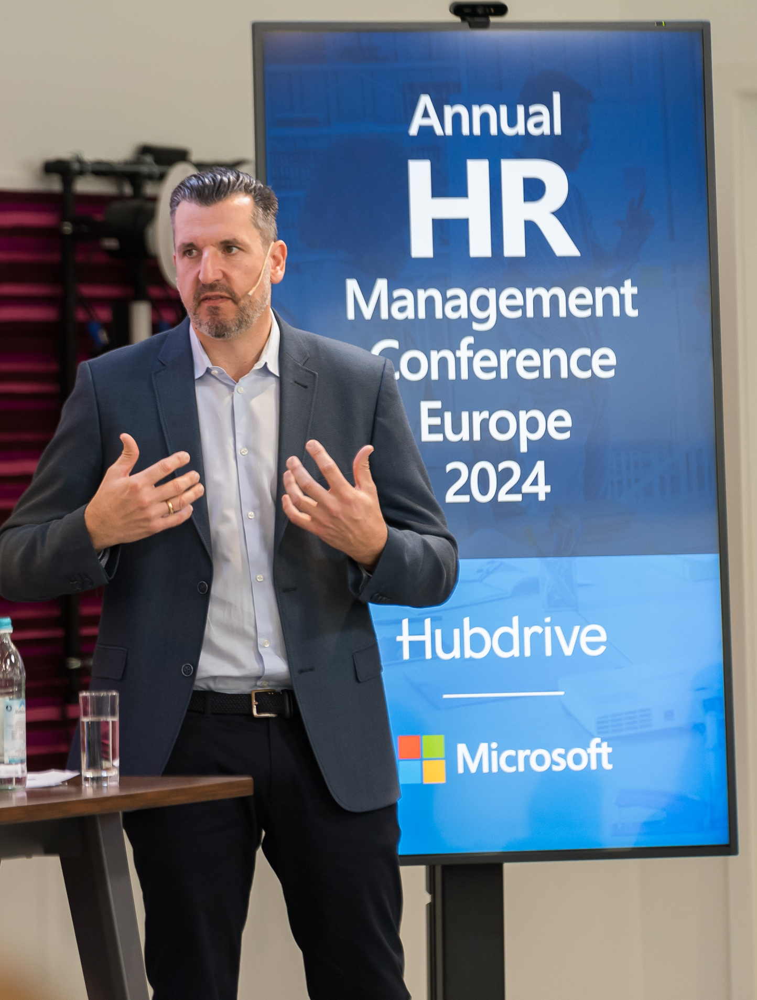 Annual
HR
Management
Conference
Europe
2024
Hubdrive
Microsoft